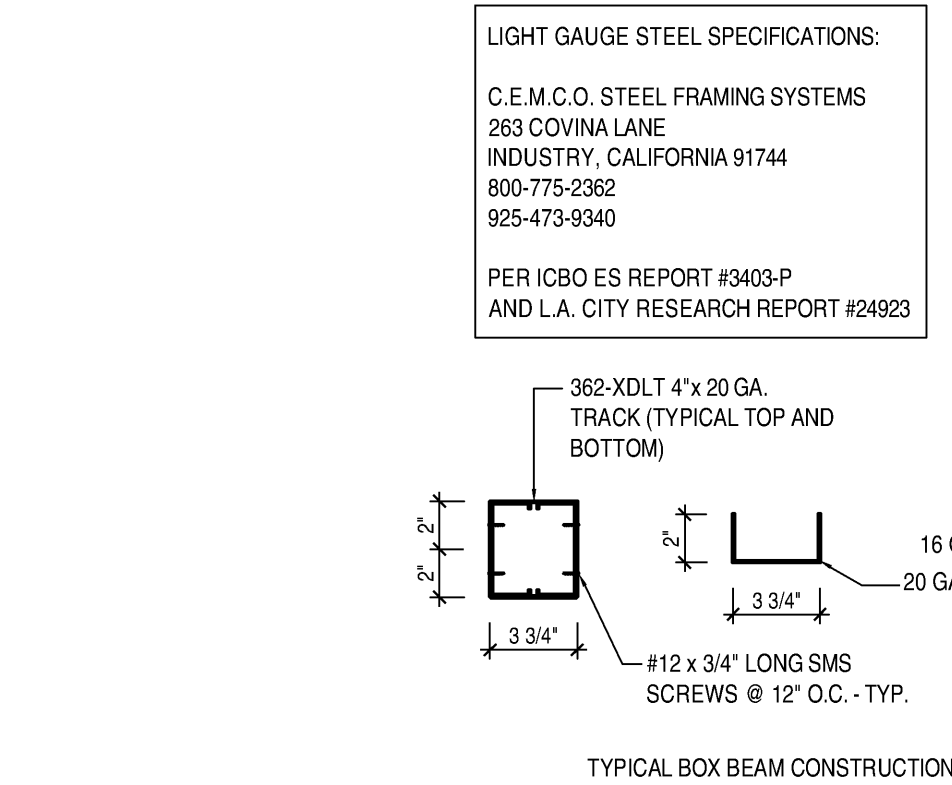 LIGHT GAUGE STEEL SPECIFICATIONS:
C.E.M.C.O. STEEL FRAMING SYSTEMS
263 COVINA LANE
INDUSTRY, CALIFORNIA 91744
800-775-2362
925-473-9340
PER ICBO ES REPORT #3403-P
AND L.A. CITY RESEARCH REPORT #24923
362-XDLT 4"x 20 GA.
TRACK (TYPICAL TOP AND
BOTTOM)
2"
2"
3 3/4"
2"
3 3/4"
16
20
#12 x 3/4" LONG SMS
SCREWS @ 12" O.C. - TYP.
TYPICAL BOX BEAM CONSTRUCTION